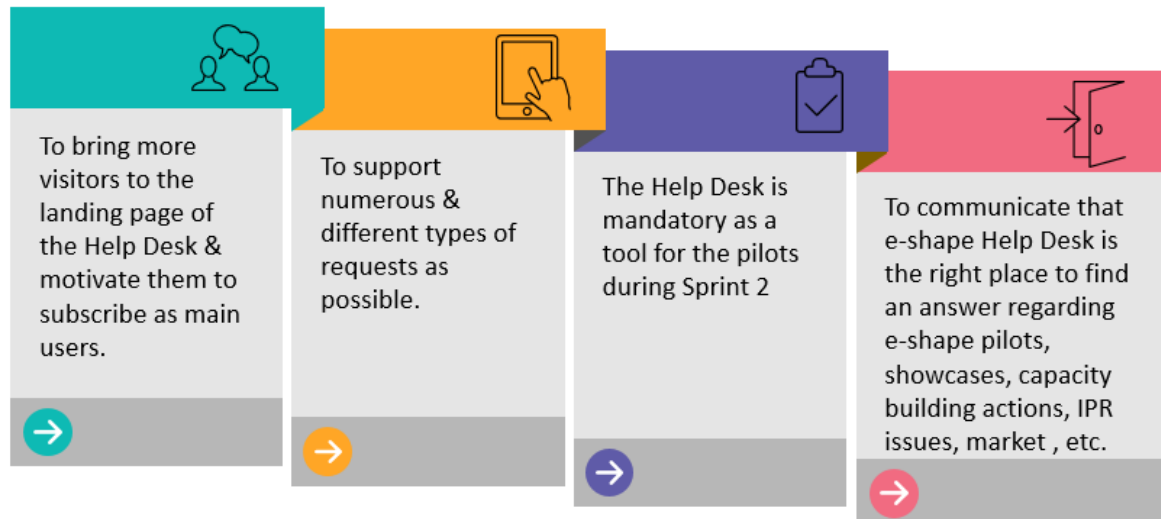 To bring more
visitors to the
landing page of
the Help Desk &
motivate them to
subscribe as main
users.
To support
numerous &
different types of
requests as
possible.
The Help Desk is
mandatory as a
tool for the pilots
during Sprint 2
To communicate that
e-shape Help Desk is
the right place to find
an answer regarding
e-shape pilots,
showcases, capacity
building actions, IPR
issues, market , etc.